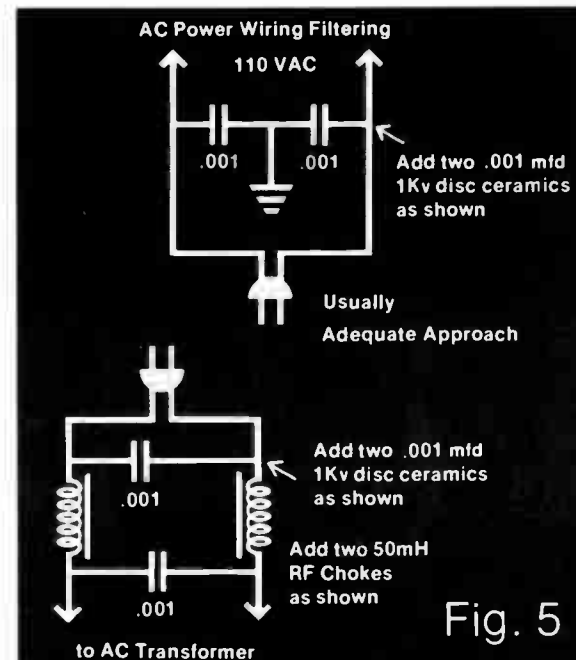 AC Power Wiring Filtering
110 VAC
.001 .001
Add two .001 mfd
1Kv disc ceramics
as shown
Usually
Adequate Approach
.001
Add two .001 mfd
1Kv disc ceramics
as shown
Add two 50mH
RF Chokes
as shown
.001
Fig. 5
to AC Transformer